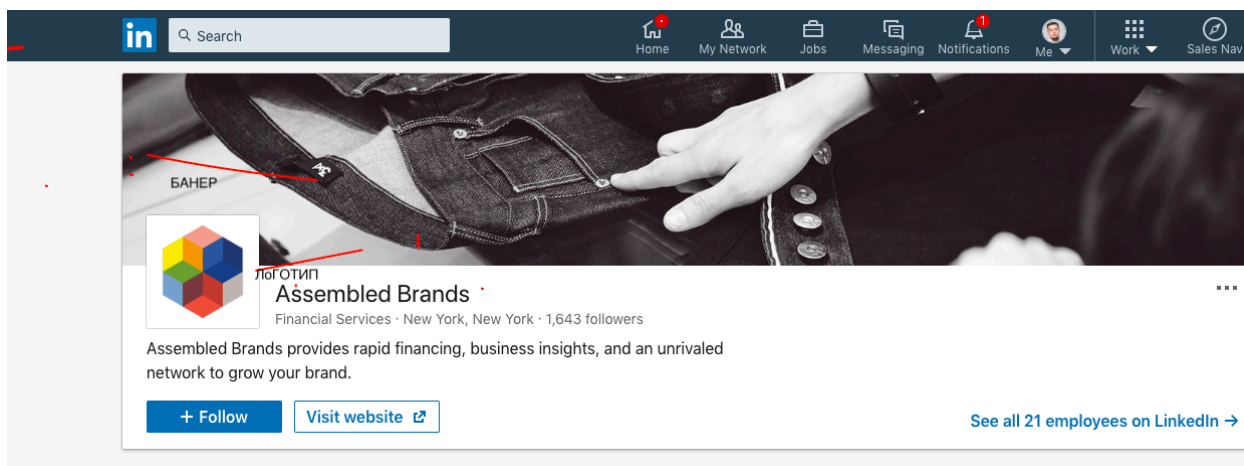 in
Search
Home
My Network
Jobs
Messaging
1
Notifications
Me
Work
Sales Nav
БАНЕР
ЛоГОТИП
Assembled Brands
Financial Services · New York, New York · 1,643 followers
Assembled Brands provides rapid financing, business insights, and an unrivaled
network to grow your brand.
+ Follow
Visit website
See all 21 employees on LinkedIn →